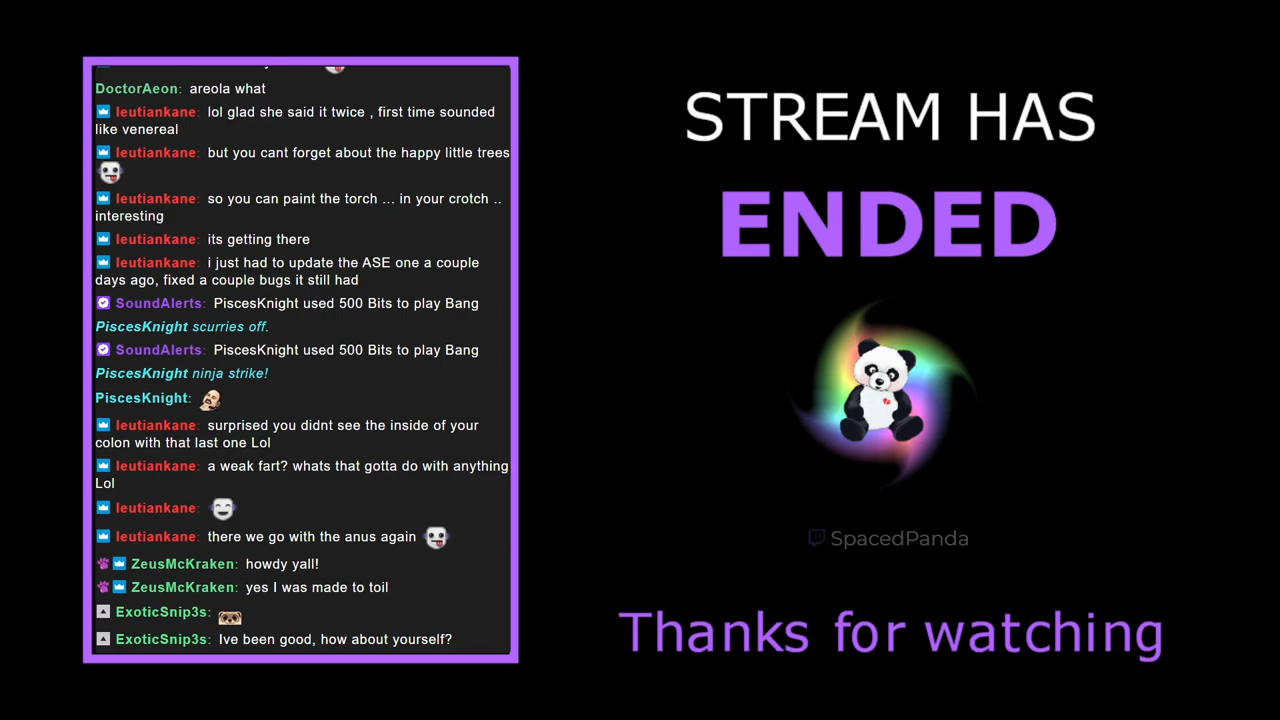 DoctorAeon: areola what
leutiankane: lol glad she said it twice , first time sounded
like venereal
leutiankane: but you cant forget about the happy little trees
leutiankane: so you can paint the torch ... in your crotch ..
interesting
leutiankane: its getting there
leutiankane: i just had to update the ASE one a couple
days ago, fixed a couple bugs it still had
SoundAlerts: PiscesKnight used 500 Bits to play Bang
PiscesKnight scurries off.
SoundAlerts: PiscesKnight used 500 Bits to play Bang
PiscesKnight ninja strike!
PiscesKnight:
leutiankane: surprised you didnt see the inside of your
colon with that last one Lol
leutiankane: a weak fart? whats that gotta do with anything
Lol
leutiankane:
leutiankane: there we go with the anus again
ZeusMcKraken: howdy yall!
ZeusMcKraken: yes I was made to toil
ExoticSnip3s:
ExoticSnip3s: Ive been good, how about yourself?
STREAM HAS
ENDED
SpacedPanda
Thanks for watching